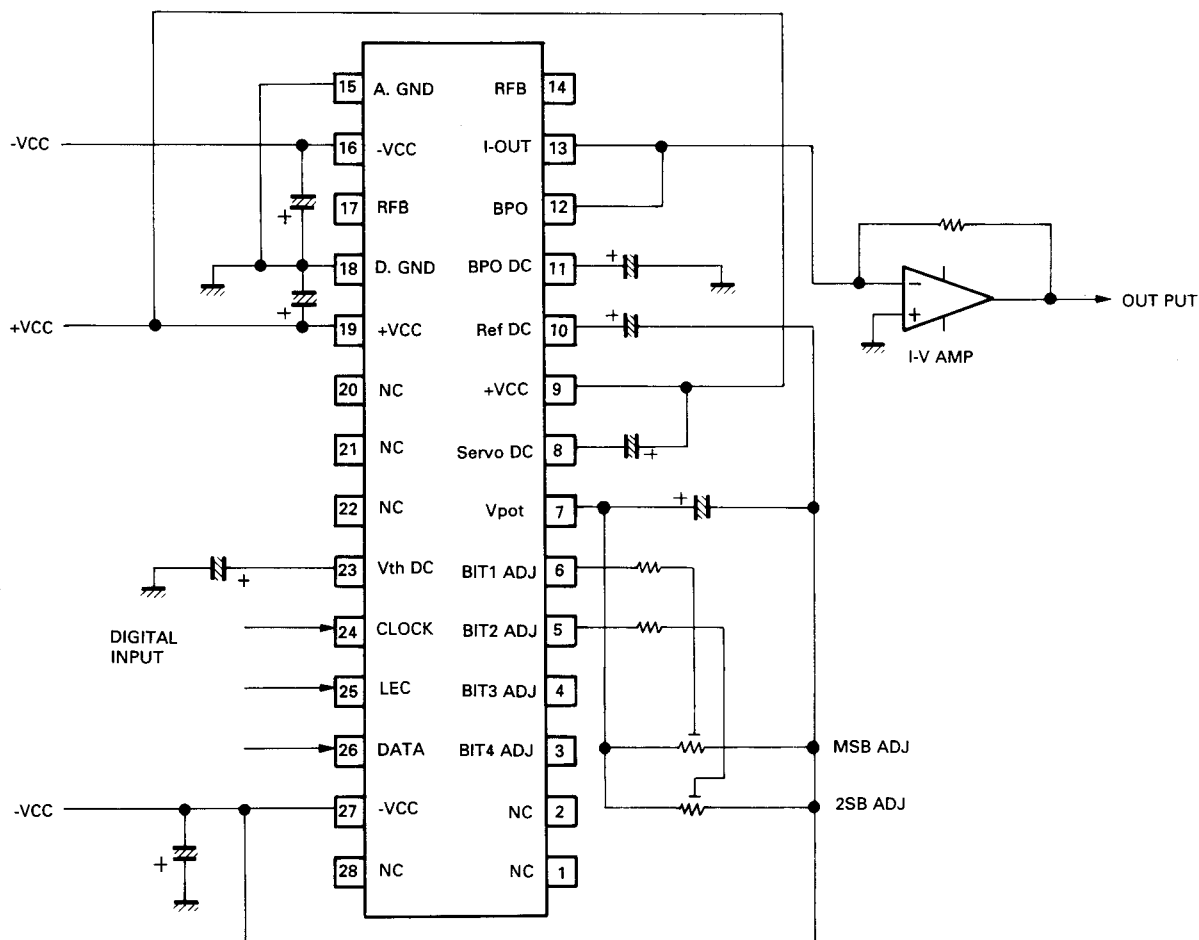 15 A. GND RFB 14
-VCC 16 -VCC I-OUT 13
+ 17 RFB BPO 12
18 D. GND BPO DC 11 +
- + OUT PUT
I-V AMP
+VCC + 19 +VCC Ref DC 10 +
20 NC +VCC 9
21 NC Servo DC 8 +
22 NC Vpot 7 +
+ 23 Vth DC BIT1 ADJ 6
DIGITAL
INPUT
24 CLOCK BIT2 ADJ 5
25 LEC BIT3 ADJ 4
26 DATA BIT4 ADJ 3 MSB ADJ
-VCC 27 -VCC NC 2 2SB ADJ
+ 28 NC NC 1